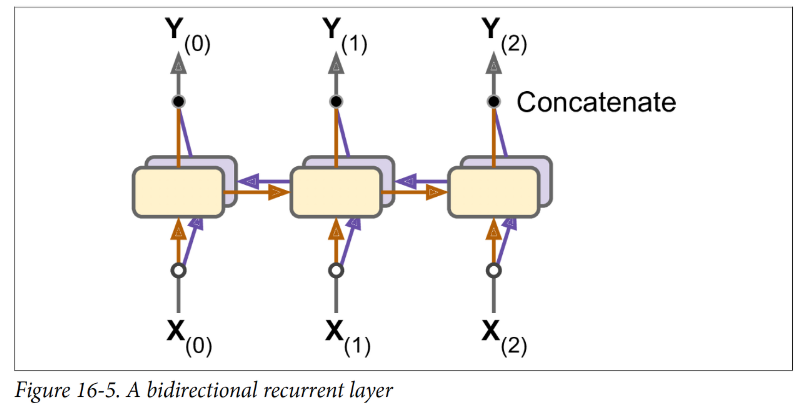 Y(0) Y(1) Y(2)
Concatenate
X(0) X(1) X(2)
Figure 16-5. A bidirectional recurrent layer